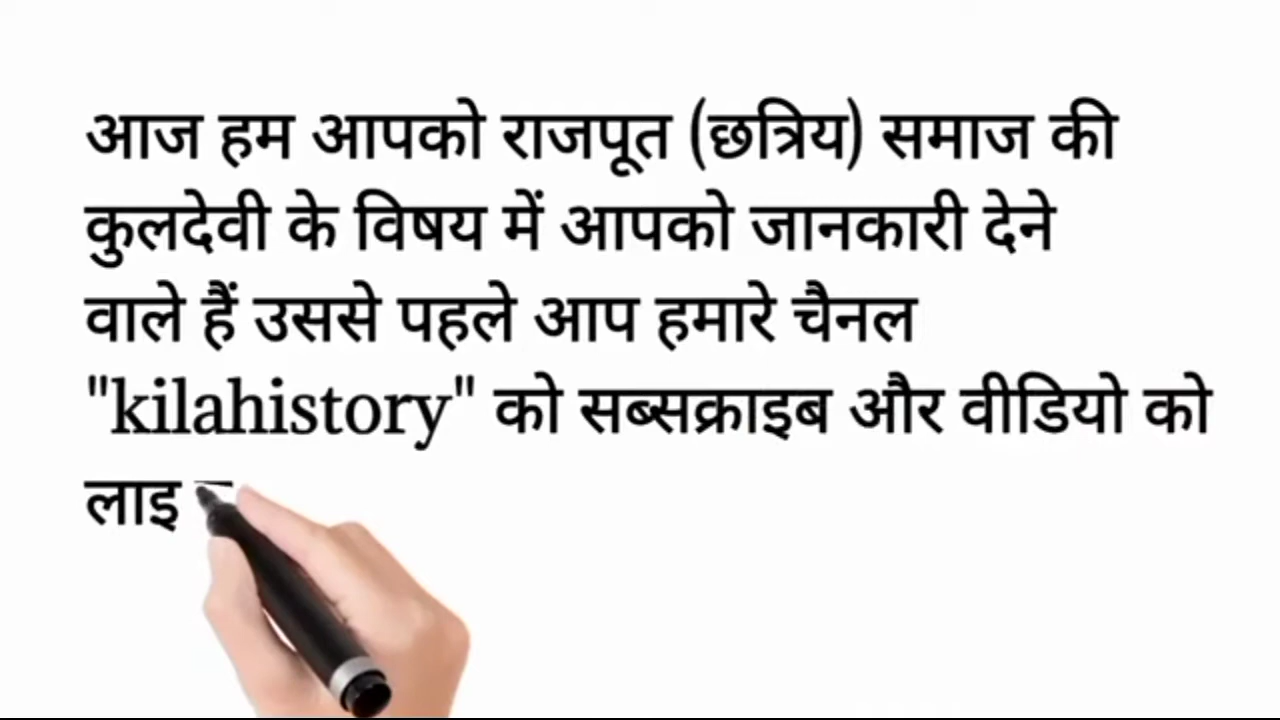 आज हम आपको राजपूत (छत्रिय) समाज की
कुलदेवी के विषय में आपको जानकारी देने
वाले हैं उससे पहले आप हमारे चैनल
"kilahistory" को सब्सक्राइब और वीडियो को
लाइ